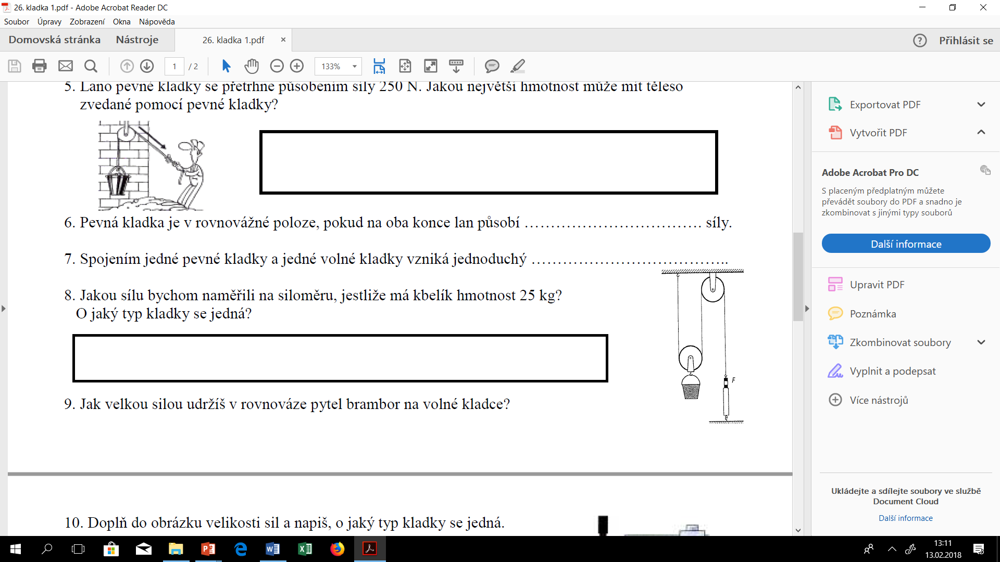 26. kladka 1.pdf - Adobe Acrobat Reader DC
Soubor Úpravy Zobrazení Okna Nápověda
Domovská stránka Nástroje 26. kladka 1.pdf × Přihlásit se
1 / 2 133%
5. Lano pevné kladky se přetrhne působením síly 250 N. Jakou největší hmotnost může mít těleso
zvedané pomocí pevné kladky?
6. Pevná kladka je v rovnovážné poloze, pokud na oba konce lan působí ……………………………. síly.
7. Spojením jedné pevné kladky a jedné volné kladky vzniká jednoduchý ………………………………..
8. Jakou sílu bychom naměřili na siloměru, jestliže má kbelík hmotnost 25 kg?
O jaký typ kladky se jedná?
F
9. Jak velkou silou udržíš v rovnováze pytel brambor na volné kladce?
10. Doplň do obrázku velikosti sil a napiš, o jaký typ kladky se jedná.
Exportovat PDF
Vytvořit PDF
Adobe Acrobat Pro DC
S placeným předplatným můžete
převádět soubory do PDF a snadno je
zkombinovat s jinými typy souborů
Další informace
Upravit PDF
Poznámka
Zkombinovat soubory
Vyplnit a podepsat
Více nástrojů
Ukládejte a sdílejte soubory ve službě
Document Cloud
Další informace
13:11
13.02.2018